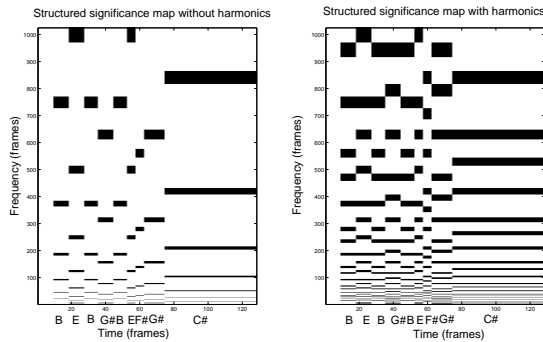 Structured significance map without harmonics
1000
900
800
700
600
500
400
300
200
100
Frequency (frames)
20 40 60 80 100 120
B E B G# B E F# G# C#
Time (frames)
Structured significance map with harmonics
1000
900
800
700
600
500
400
300
200
100
Frequency (frames)
20 40 60 80 100 120
B E B G# B E F# G# C#
Time (frames)